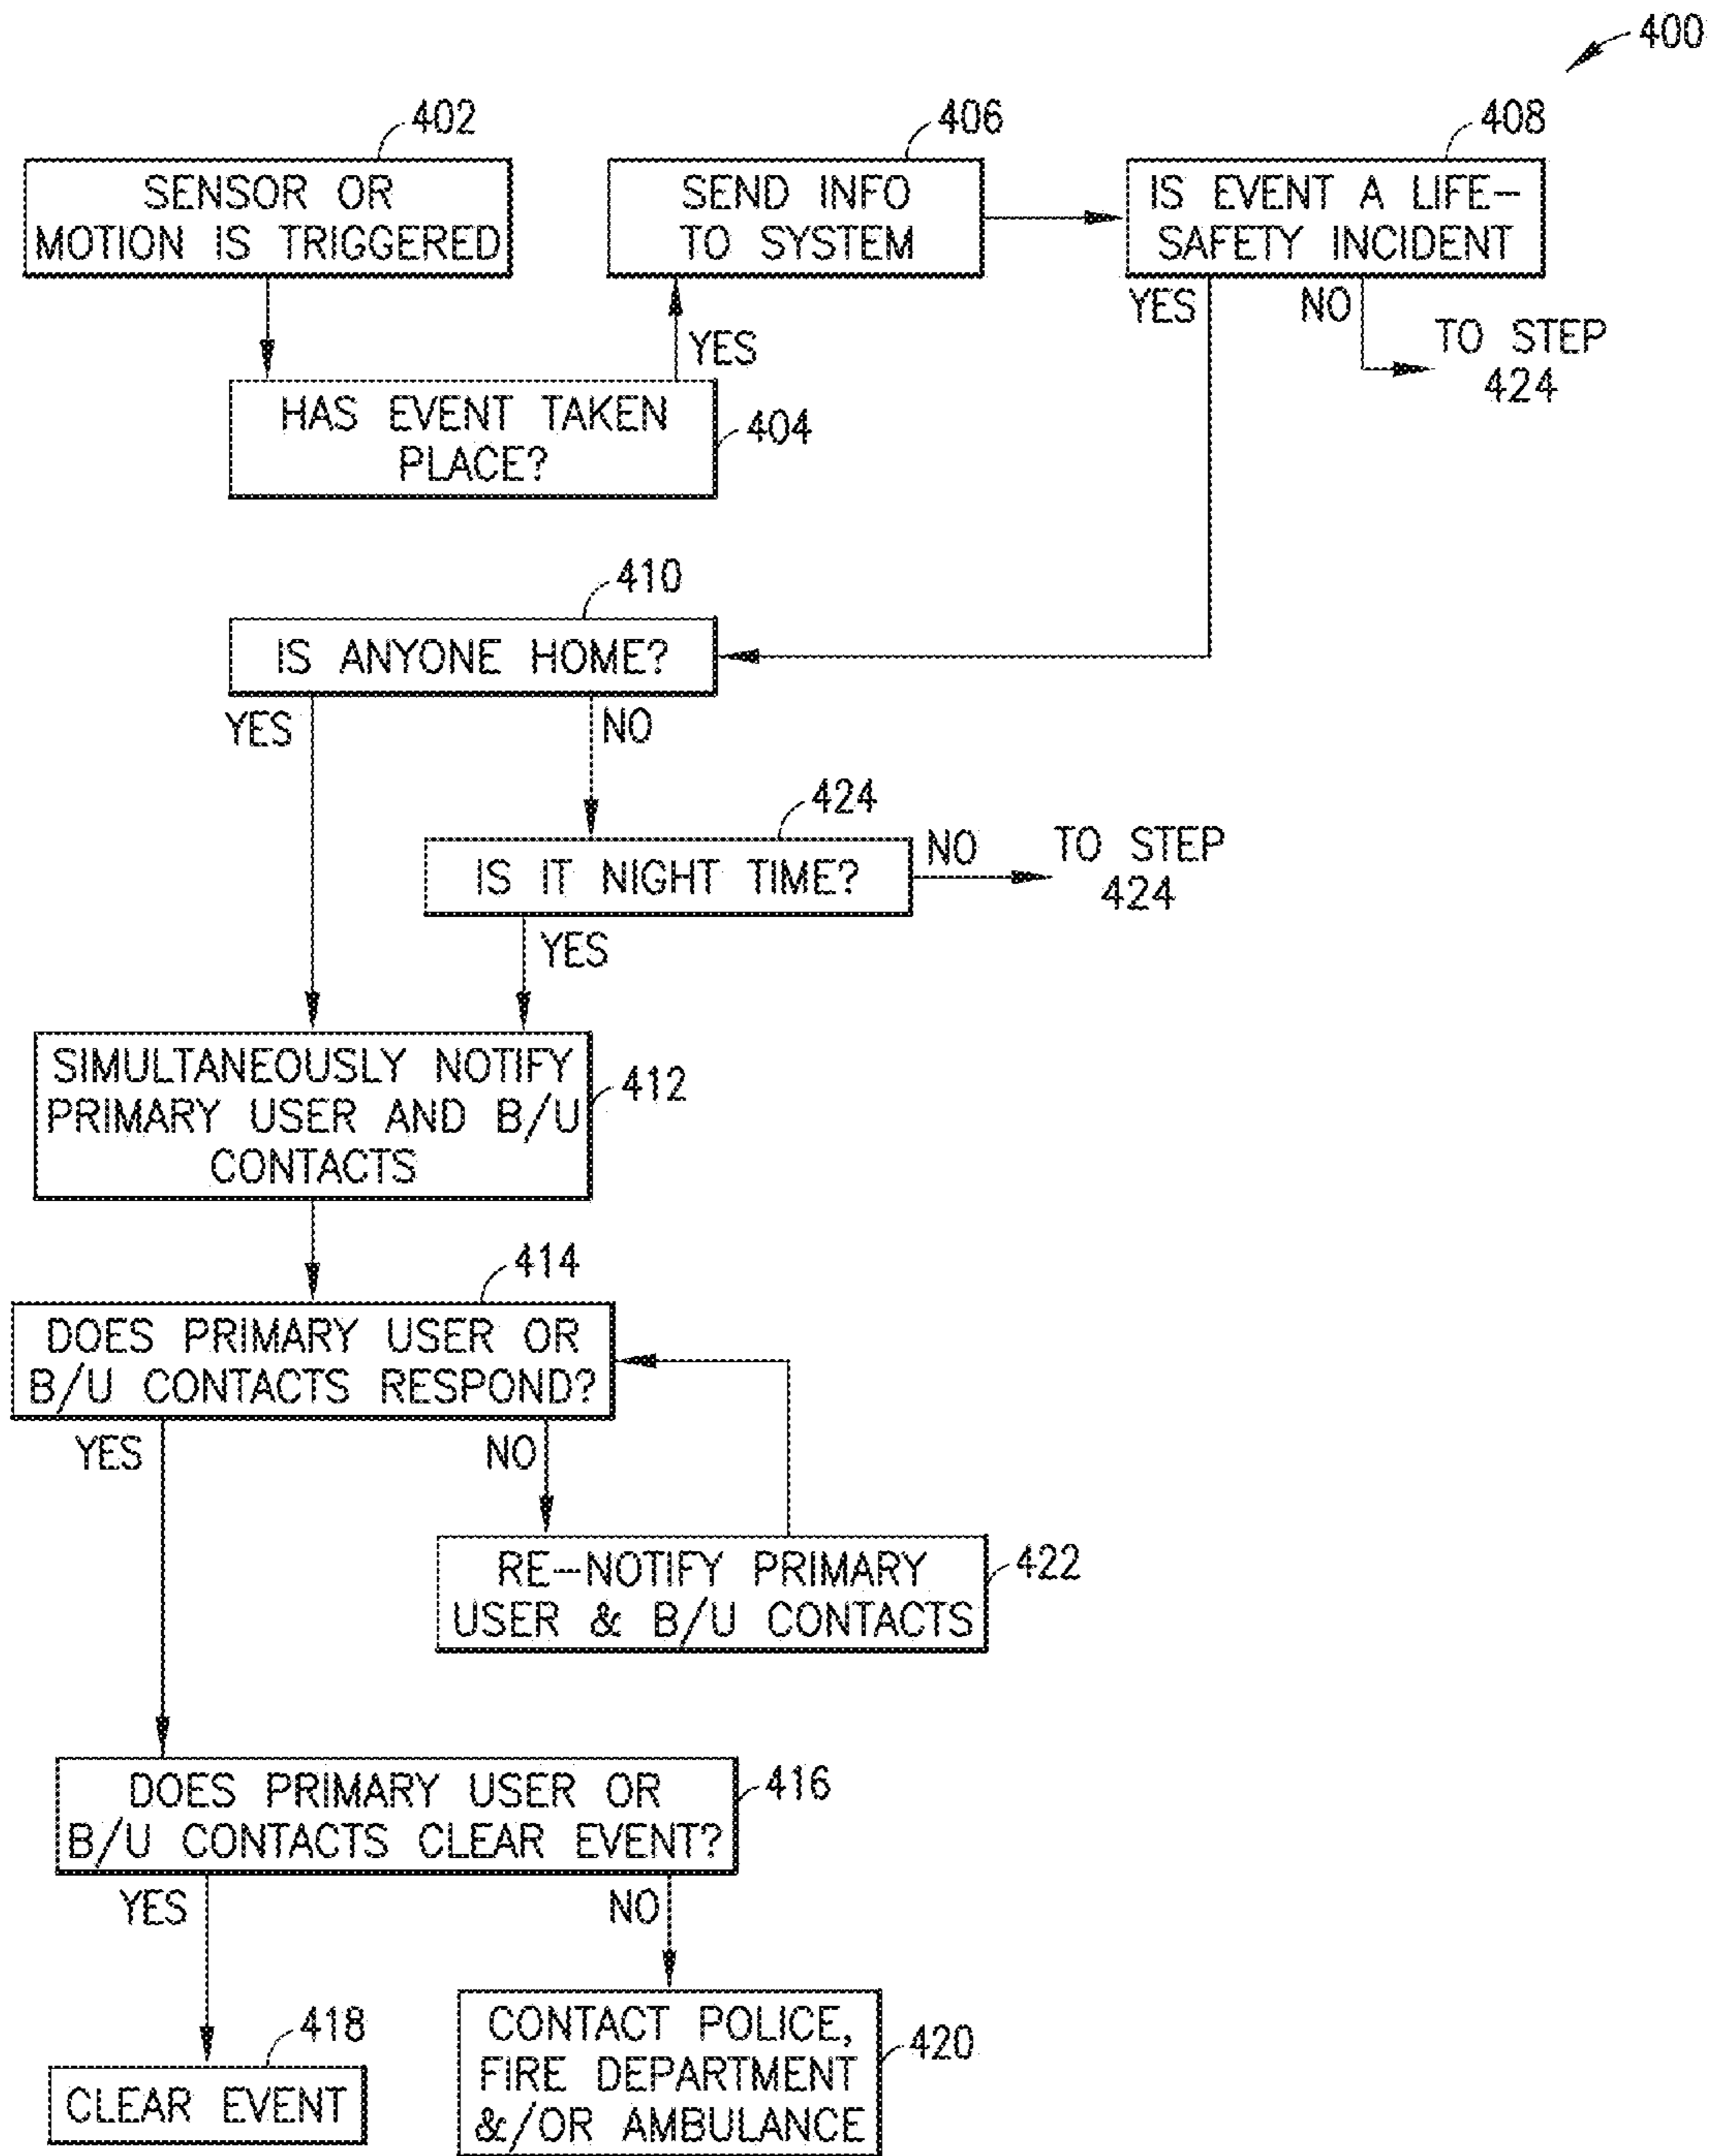 400
402
SENSOR OR
MOTION IS TRIGGERED
406
SEND INFO
TO SYSTEM
408
IS EVENT A LIFE-
SAFETY INCIDENT
YES
NO
TO STEP
424
YES
HAS EVENT TAKEN
PLACE?
404
410
IS ANYONE HOME?
YES
NO
424
IS IT NIGHT TIME?
NO
TO STEP
424
YES
SIMULTANEOUSLY NOTIFY
PRIMARY USER AND B/U
CONTACTS
412
414
DOES PRIMARY USER OR
B/U CONTACTS RESPOND?
YES
NO
RE-NOTIFY PRIMARY
USER & B/U CONTACTS
422
DOES PRIMARY USER OR
B/U CONTACTS CLEAR EVENT?
416
YES
NO
418
CLEAR EVENT
CONTACT POLICE,
FIRE DEPARTMENT
&/OR AMBULANCE
420